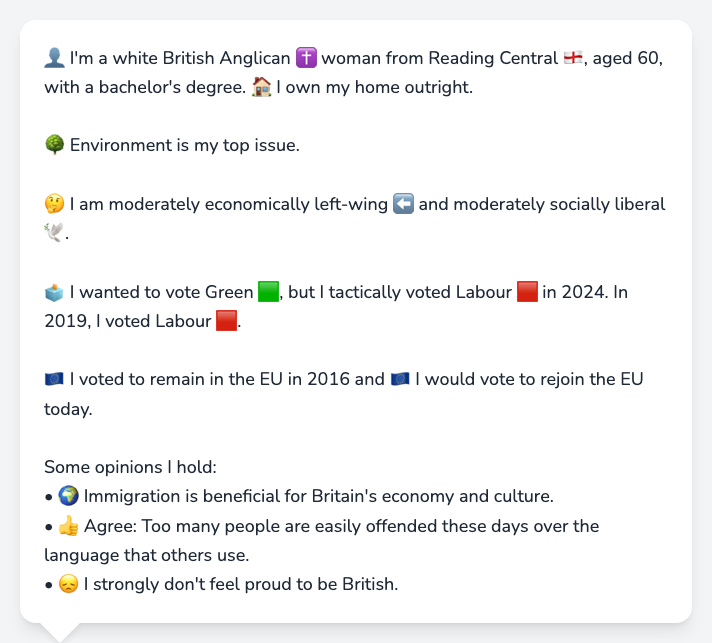 👤 I'm a white British Anglican ✝️ woman from Reading Central 🏴󠁧󠁢󠁥󠁮󠁧󠁿, aged 60,
with a bachelor's degree. 🏠 I own my home outright.
🌳 Environment is my top issue.
🤔 I am moderately economically left-wing ⬅️ and moderately socially liberal
🕊️.
🗳️ I wanted to vote Green 🟩, but I tactically voted Labour 🟥 in 2024. In
2019, I voted Labour 🟥.
🇪🇺 I voted to remain in the EU in 2016 and 🇪🇺 I would vote to rejoin the EU
today.
Some opinions I hold:
• 🌍 Immigration is beneficial for Britain's economy and culture.
• 👍 Agree: Too many people are easily offended these days over the
language that others use.
• 😞 I strongly don't feel proud to be British.